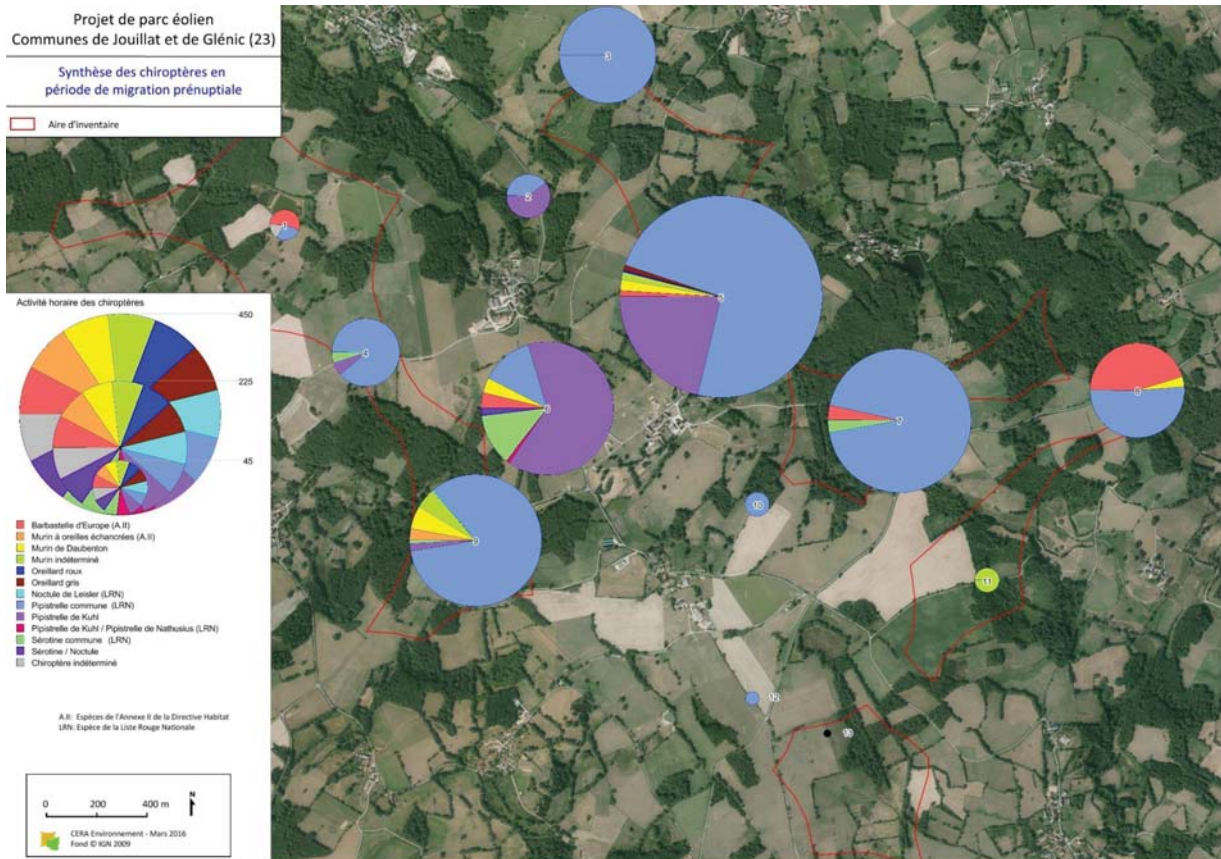 Projet de parc éolien
Communes de Jouillat et de Glénic (23)
Synthèse des chiroptères en
période de migration prénuptiale
Aire d'inventaire
3
2
1
5
4
6
7
8
9
10
11
12
13
Activité horaire des chiroptères
450
225
45
Barbastelle d'Europe (A.II)
Murin à oreilles échancrées (A.II)
Murin de Daubenton
Murin indéterminé
Oreillard roux
Oreillard gris
Noctule de Leisler (LRN)
Pipistrelle commune (LRN)
Pipistrelle de Kuhl
Pipistrelle de Kuhl / Pipistrelle de Nathusius (LRN)
Sérotine commune (LRN)
Sérotine / Noctule
Chiroptère indéterminé
A.II: Espèces de l'Annexe II de la Directive Habitat
LRN: Espèce de la Liste Rouge Nationale
0 200 400 m
N
CERA Environnement - Mars 2016
Fond © IGN 2009